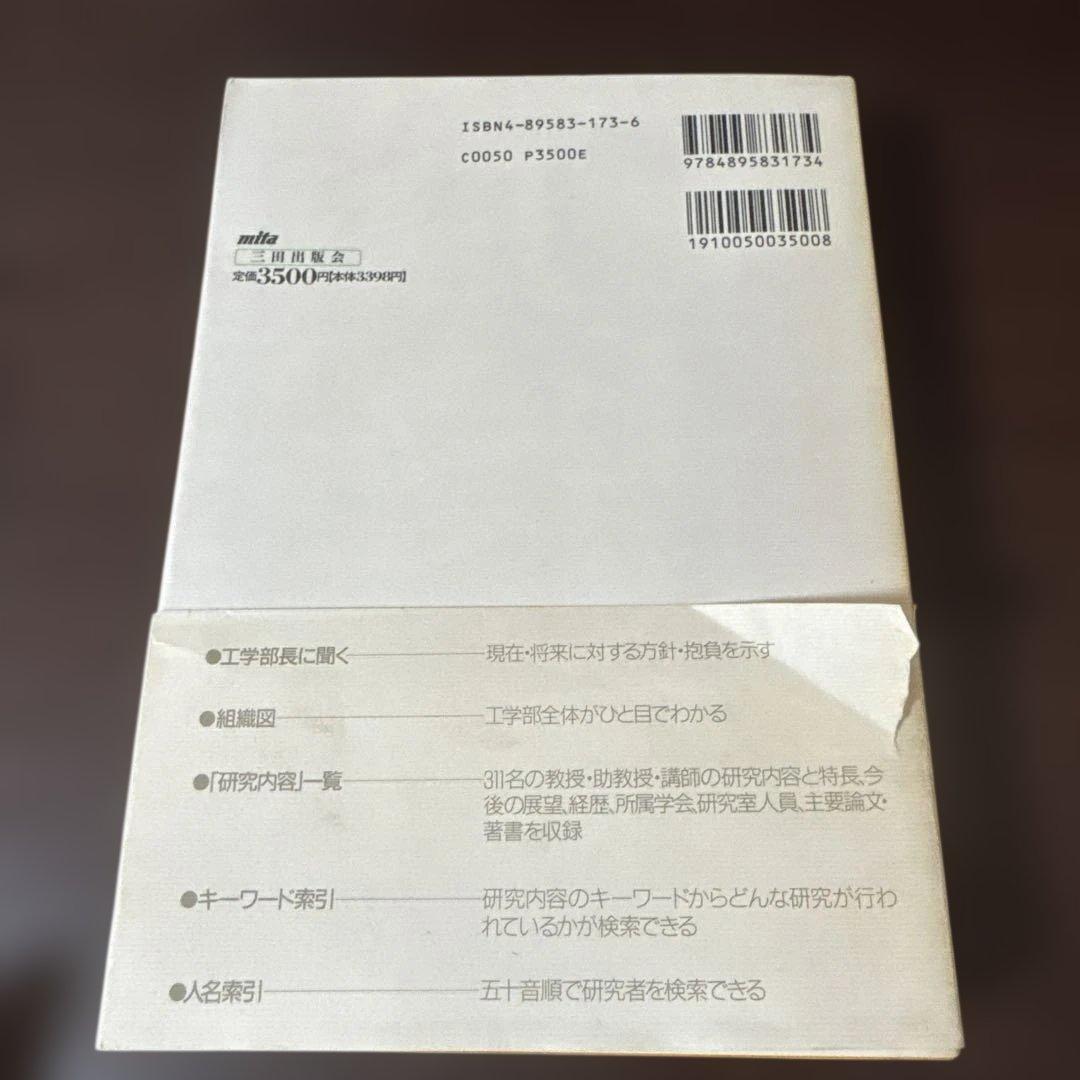 ISBN4-89583-173-6
C0050 P3500E
9784895831734
1910050035008
mita
三田出版会
定価3500円[本体3398円]
●工学部長に聞く 現在・将来に対する方針・抱負を示す
●組織図 工学部全体がひと目でわかる
●「研究内容」一覧 311名の教授・助教授・講師の研究内容と特長、今
後の展望、経歴、所属学会、研究室人員、主要論文・
著書を収録
●キーワード索引 研究内容のキーワードからどんな研究が行わ
れているかが検索できる
●人名索引 五十音順で研究者を検索できる